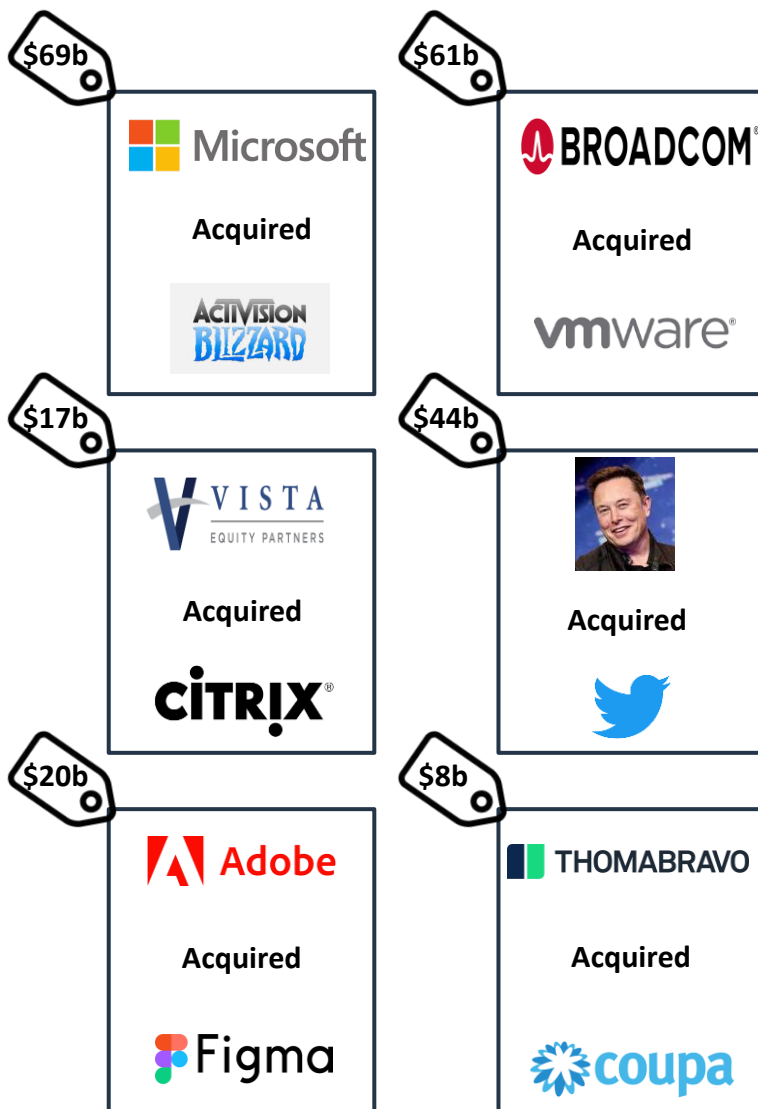 $69b
Microsoft
Acquired
ACTIVISION
BLIZZARD
$61b
BROADCOM®
Acquired
vmware®
$17b
VISTA
EQUITY PARTNERS
Acquired
CiTRIX®
$44b
Acquired
$20b
Adobe
Acquired
Figma
$8b
THOMABRAVO
Acquired
coupa